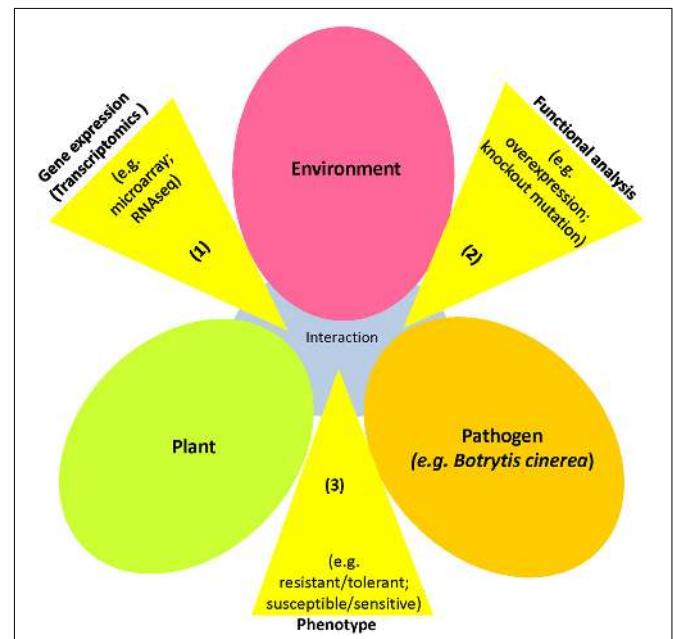 Environment
Gene expression
(Transcriptomics )
(e.g.
microarray;
RNAseq)
(1)
Functional analysis
(e.g.
overexpression;
knockout mutation)
(2)
Interaction
Plant
Pathogen
(e.g. Botrytis cinerea)
(3)
(e.g.
resistant/tolerant;
susceptible/sensitive)
Phenotype